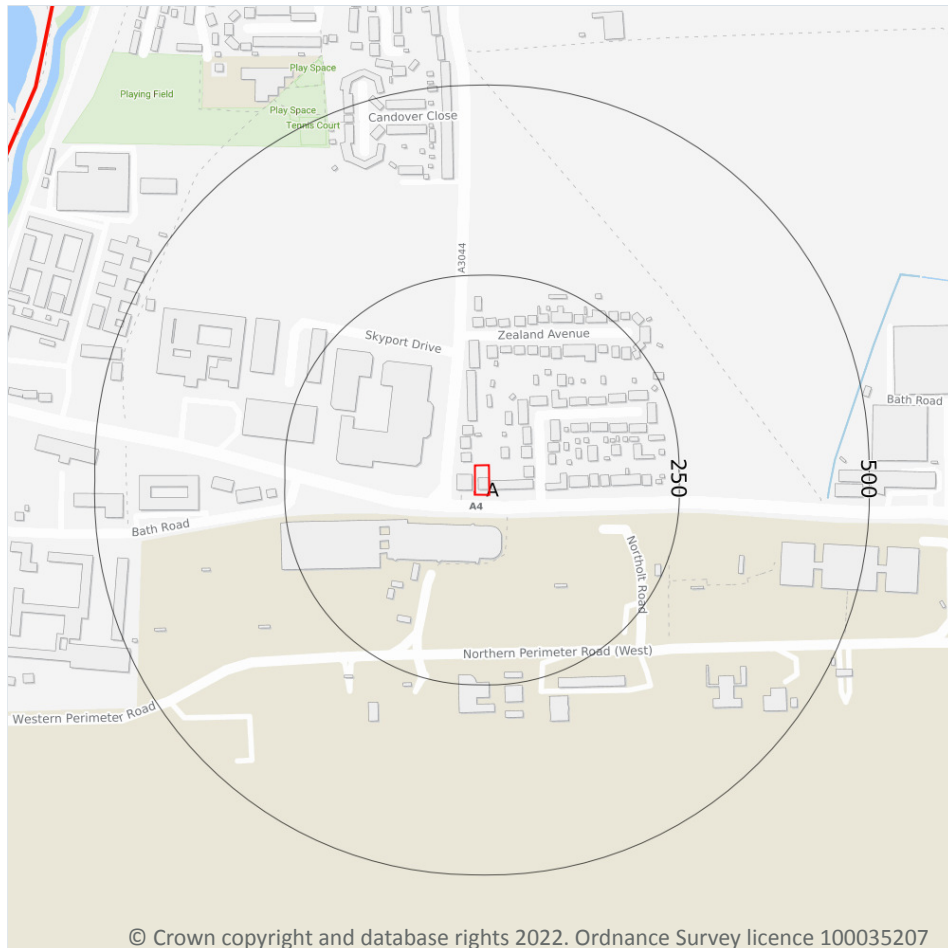 Play Space
Playing Field
Play Space
Candover Close
Tennis Court
A3044
Skyport Drive
Zealand Avenue
Bath Road
250
500
A
A4
Bath Road
Northolt Road
Northern Perimeter Road (West)
Western Perimeter Road
© Crown copyright and database rights 2022. Ordnance Survey licence 100035207